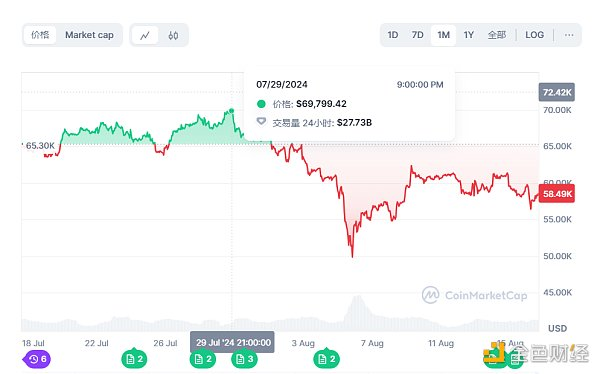 价格 Market cap 1D 7D 1M 1Y 全部 LOG ...
07/29/2024 9:00:00 PM
价格: $69,799.42
交易量 24小时: $27.73B
72.42K
70.00K
65.30K
65.00K
60.00K
58.49K
55.00K
50.00K
45.00K
CoinMarketCap
USD
18 Jul 22 Jul 26 Jul 29 Jul '24 21:00:00 3 Aug 7 Aug 11 Aug 15 Aug
6 2 2 3 2
金色财经